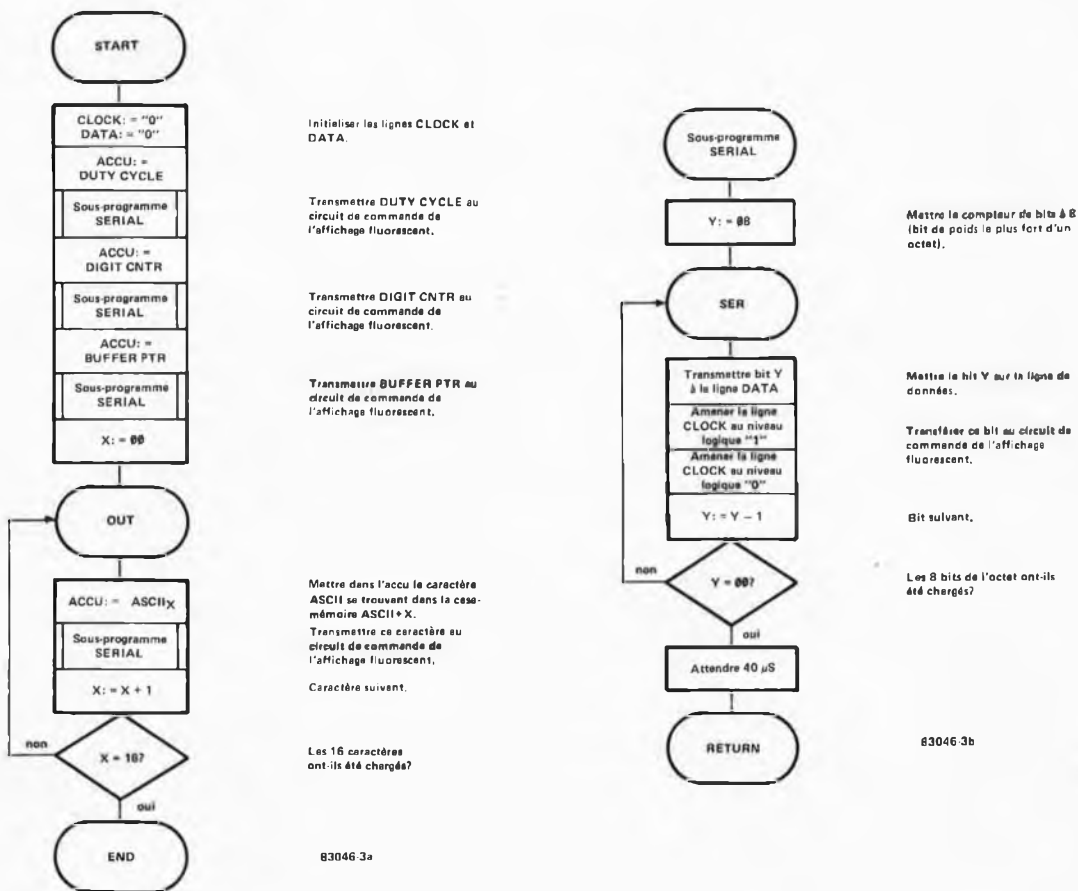 START
CLOCK: = "0"
DATA: = "0"
ACCU: =
DUTY CYCLE
Sous-programme
SERIAL
ACCU: =
DIGIT CNTR
Sous-programme
SERIAL
ACCU: =
BUFFER PTR
Sous-programme
SERIAL
X: = 00
OUT
ACCU: = ASCIIX
Sous-programme
SERIAL
X: = X + 1
non
X = 16?
oui
END
Initialiser les lignes CLOCK et
DATA.
Transmettre DUTY CYCLE au
circuit de commande de
l'affichage fluorescent.
Transmettre DIGIT CNTR au
circuit de commande de
l'affichage fluorescent.
Transmettre BUFFER PTR au
circuit de commande de
l'affichage fluorescent.
Mettre dans l'accu le caractère
ASCII se trouvant dans la case-
mémoire ASCII + X.
Transmettre ce caractère au
circuit de commande de
l'affichage fluorescent.
Caractère suivant.
Les 16 caractères
ont-ils été chargés?
83046-3a
Sous-programme
SERIAL
Y: = 08
SER
Transmettre bit Y
à la ligne DATA
Amener la ligne
CLOCK au niveau
logique "1"
Amener la ligne
CLOCK au niveau
logique "0"
Y: = Y – 1
non
Y = 00?
oui
Attendre 40 µS
RETURN
Mettre le compteur de bits à 8
(bit de poids le plus fort d'un
octet).
Mettre le bit Y sur la ligne de
données.
Transférer ce bit au circuit de
commande de l'affichage
fluorescent.
Bit suivant.
Les 8 bits de l'octet ont-ils
été chargés?
83046-3b